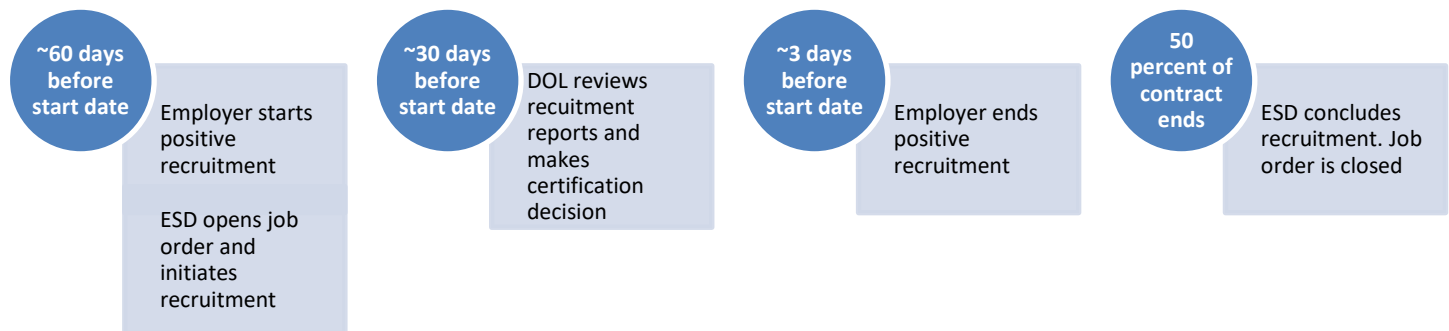 ~60 days
before
start date
Employer starts
positive
recruitment
ESD opens job
order and
initiates
recruitment
~30 days
before
start date
DOL reviews
recuitment
reports and
makes
certification
decision
~3 days
before
start date
Employer ends
positive
recruitment
50
percent of
contract
ends
ESD concludes
recruitment. Job
order is closed